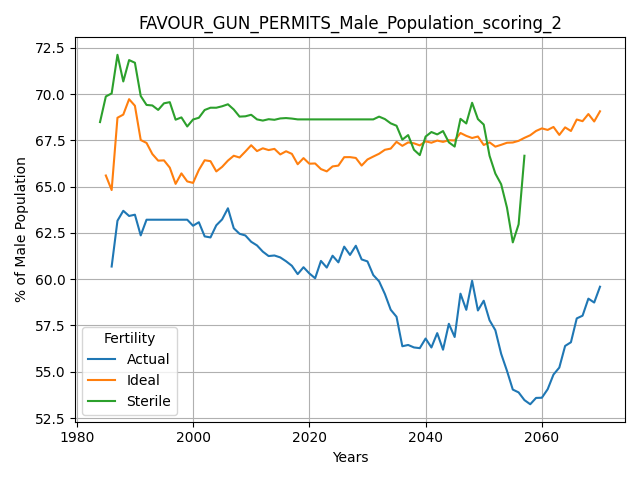 FAVOUR_GUN_PERMITS_Male_Population_scoring_2
% of Male Population
72.5
70.0
67.5
65.0
62.5
60.0
57.5
55.0
52.5
Fertility
Actual
Ideal
Sterile
1980 2000 2020 2040 2060
Years